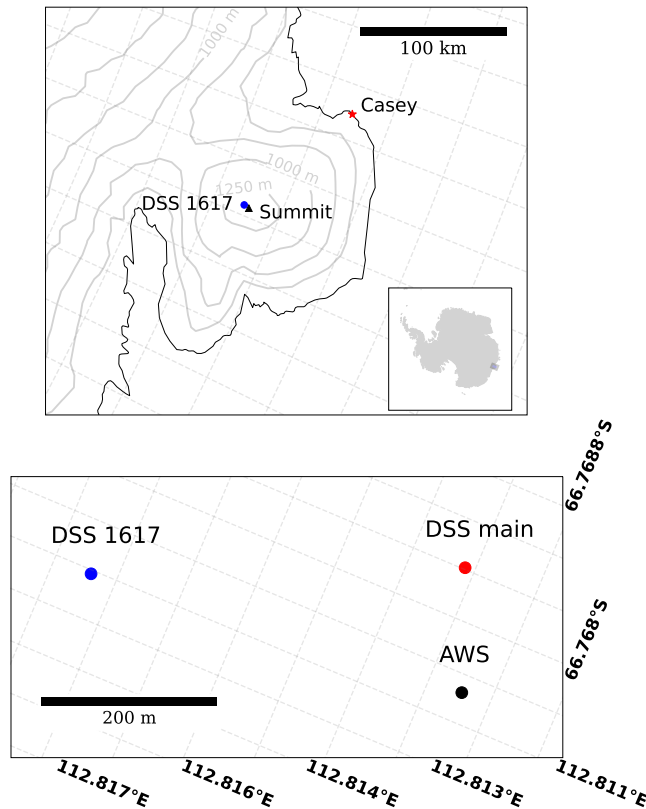 1000 m
100 km
Casey
1000 m
1250 m
DSS 1617
Summit
66.7688°S
DSS 1617
DSS main
66.768°S
AWS
200 m
112.817°E
112.816°E
112.814°E
112.813°E
112.811°E